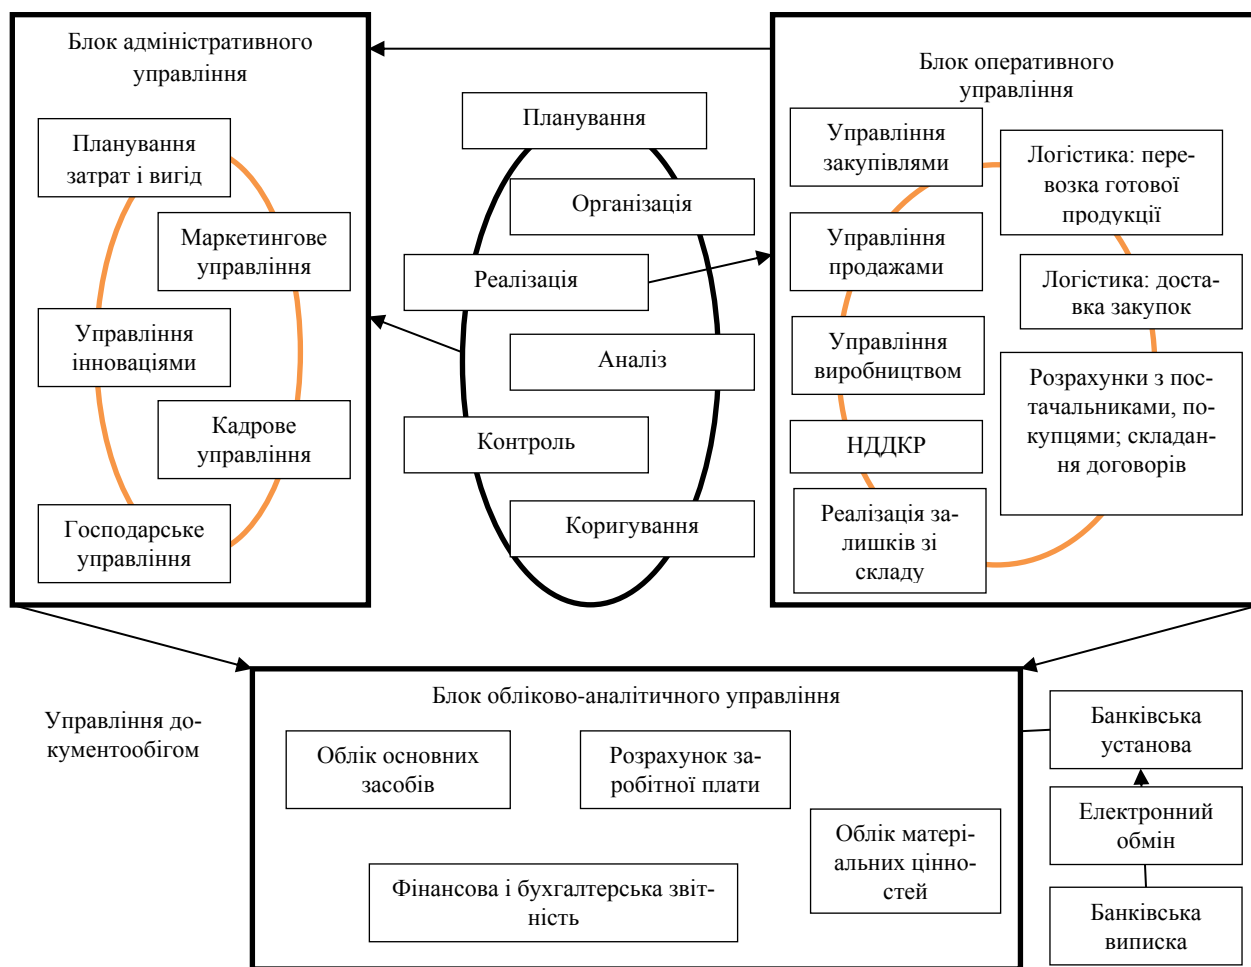 Блок адміністративного
управління
Планування
затрат і вигід
Маркетингове
управління
Управління
інноваціями
Кадрове
управління
Господарське
управління
Планування
Організація
Реалізація
Аналіз
Контроль
Коригування
Блок оперативного
управління
Управління
закупівлями
Логістика: пере-
возка готової
продукції
Управління
продажами
Логістика: доста-
вка закупок
Управління
виробництвом
Розрахунки з пос-
тачальниками, по-
купцями; складан-
ня договорів
НДДКР
Реалізація за-
лишків зі
складу
Управління до-
кументообігом
Блок обліково-аналітичного управління
Облік основних
засобів
Розрахунок за-
робітної плати
Облік матері-
альних цінно-
стей
Фінансова і бухгалтерська звіт-
ність
Банківська
установа
Електронний
обмін
Банківська
виписка